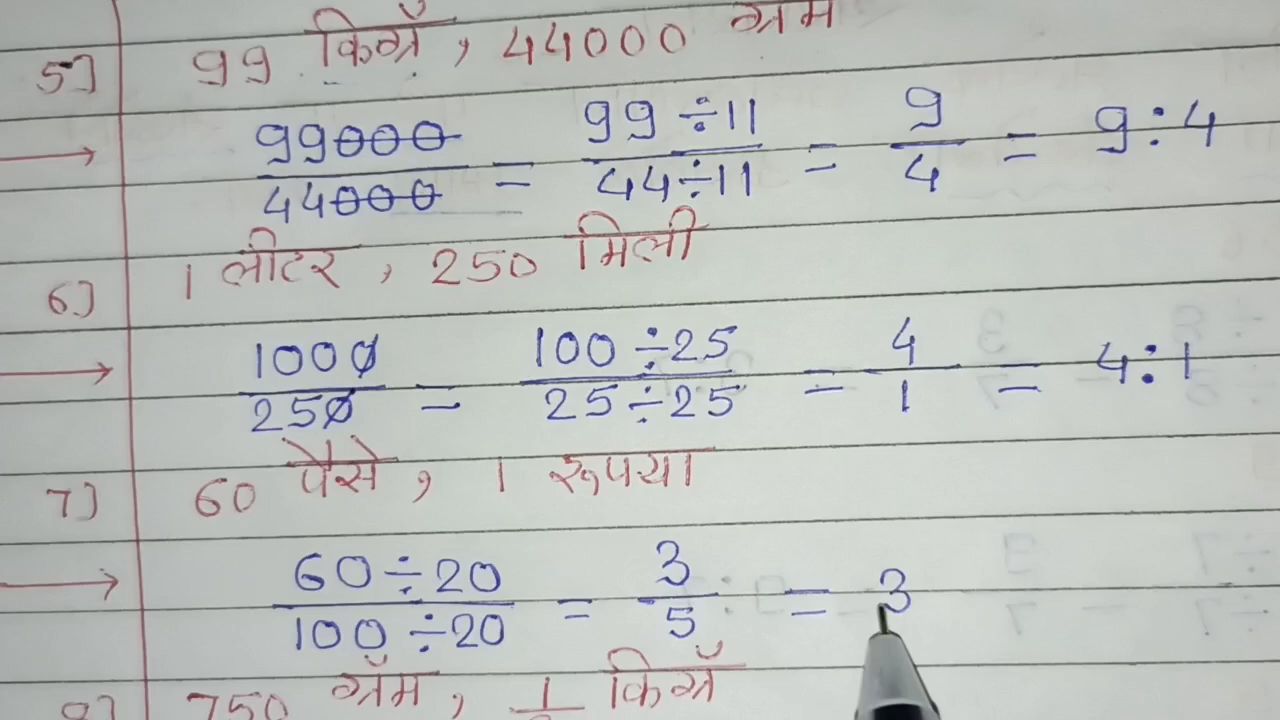 5) 99 किग्रॅ, 44000 ग्रॅम
→ 99000/44000 = 99÷11/44÷11 = 9/4 = 9:4
6) 1 लीटर, 250 मिली
→ 1000/250 = 100÷25/25÷25 = 4/1 = 4:1
7) 60 पैसे, 1 रूपया
→ 60÷20/100÷20 = 3/5 = 3
750 ग्रॅम, 1/ किग्रॅ